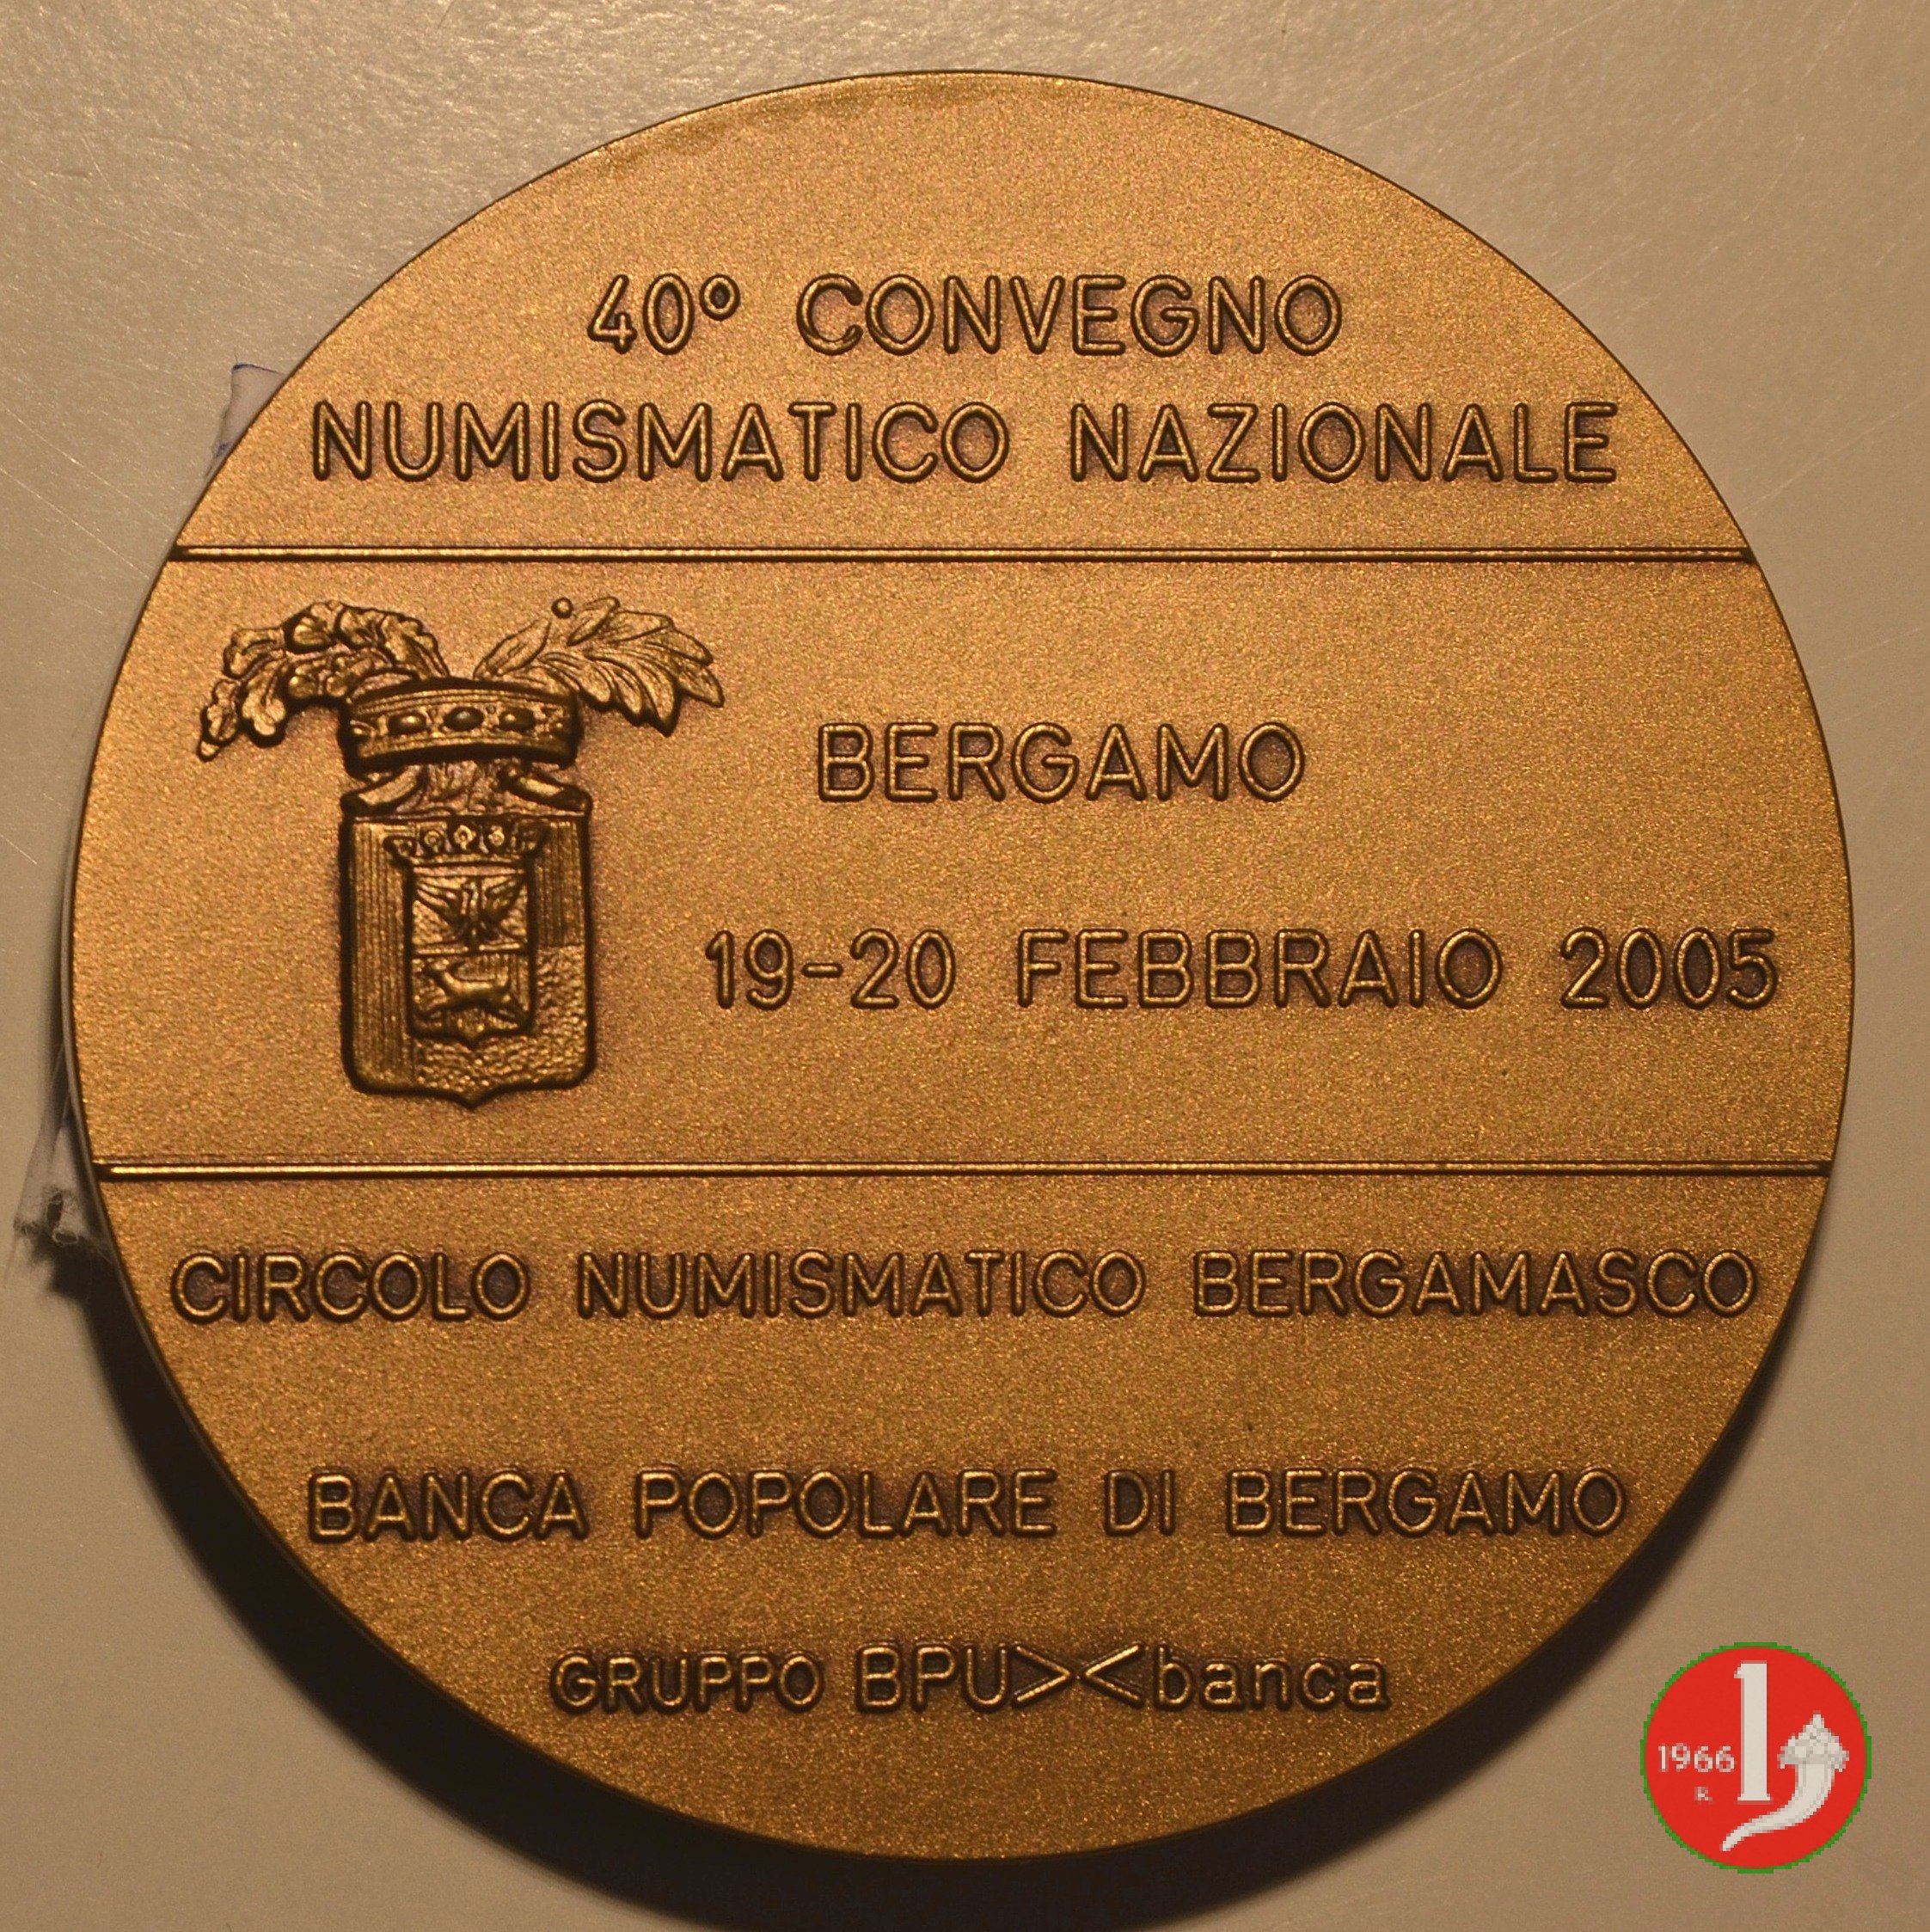 40° CONVEGNO
NUMISMATICO NAZIONALE
BERGAMO
19-20 FEBBRAIO 2005
CIRCOLO NUMISMATICO BERGAMASCO
BANCA POPOLARE DI BERGAMO
GRUPPO BPU><banca
1966 1
R